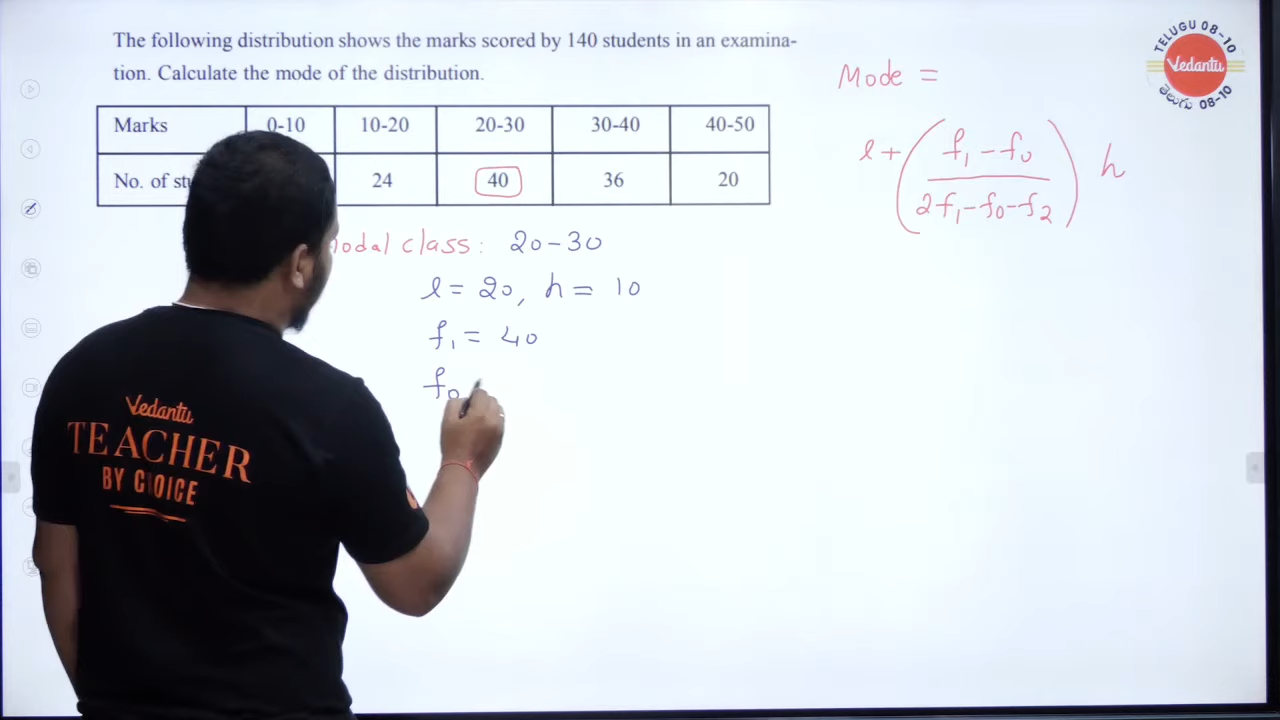 The following distribution shows the marks scored by 140 students in an examina-
tion. Calculate the mode of the distribution.
Marks 0-10 10-20 20-30 30-40 40-50
No. of 24 40 36 20
class: 20-30
l = 20, h = 10
f₁ = 40
f₀
Mode =
l + ( f₁ - f₀ / 2f₁ - f₀ - f₂ ) h
TELUGU 08-10
Vedantu
తెలుగు 08-10
Vedantu
TEACHER
BY CHOICE